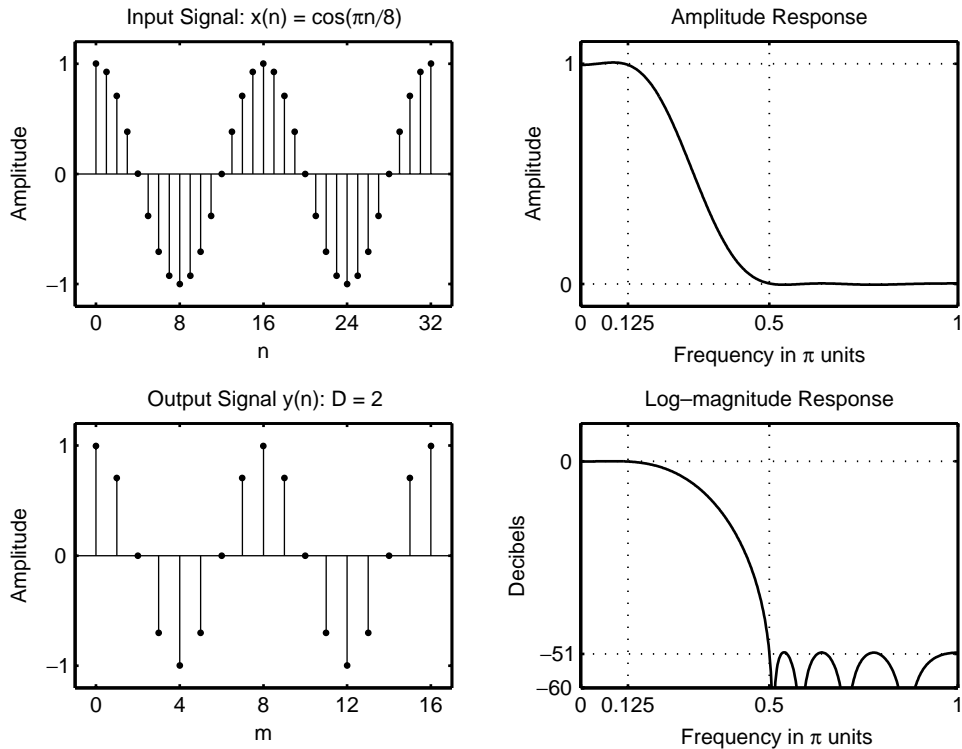 Input Signal: x(n) = cos(πn/8)
Amplitude
1
0
−1
0 8 16 24 32
n
Amplitude Response
Amplitude
1
0
0 0.125 0.5 1
Frequency in π units
Output Signal y(n): D = 2
Amplitude
1
0
−1
0 4 8 12 16
m
Log−magnitude Response
Decibels
0
−51
−60
0 0.125 0.5 1
Frequency in π units